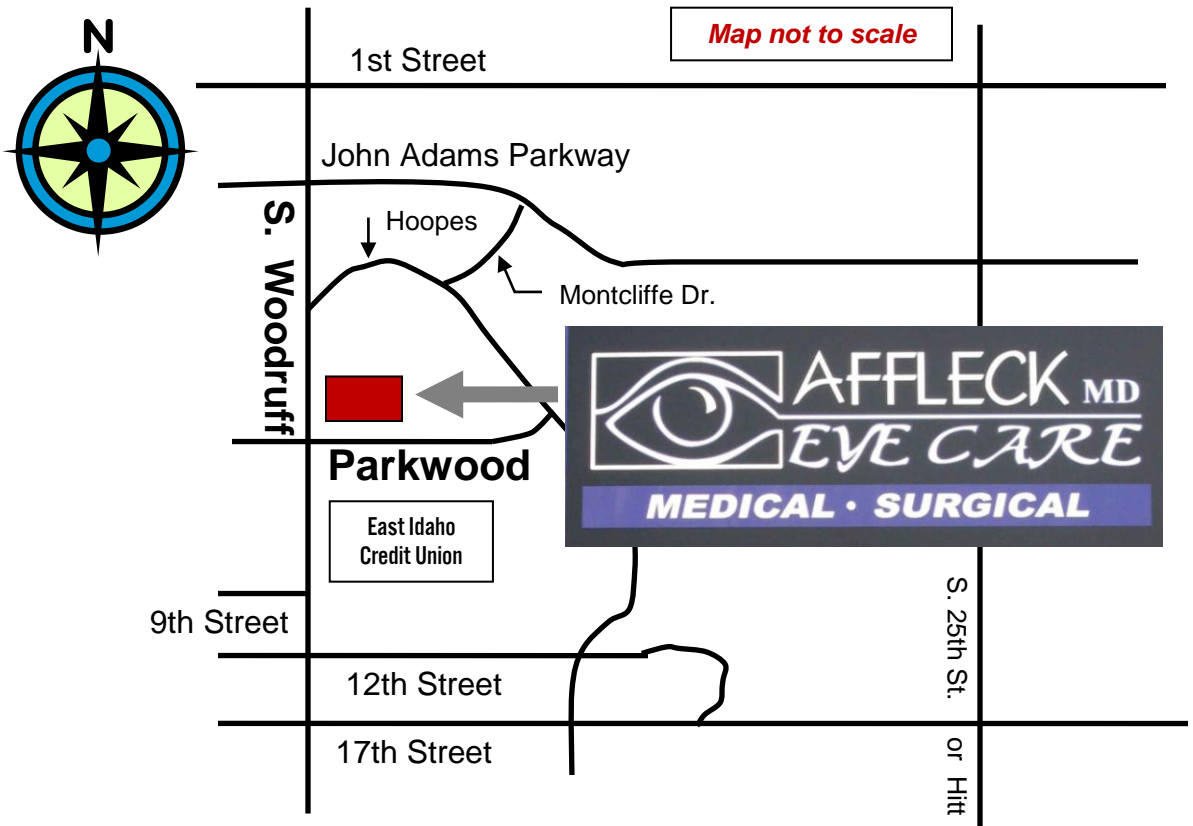 N
Map not to scale
1st Street
John Adams Parkway
S. Woodruff
Hoopes
Montcliffe Dr.
AFFLECK MD
EYE CARE
MEDICAL • SURGICAL
Parkwood
East Idaho
Credit Union
9th Street
S. 25th St. or Hitt
12th Street
17th Street